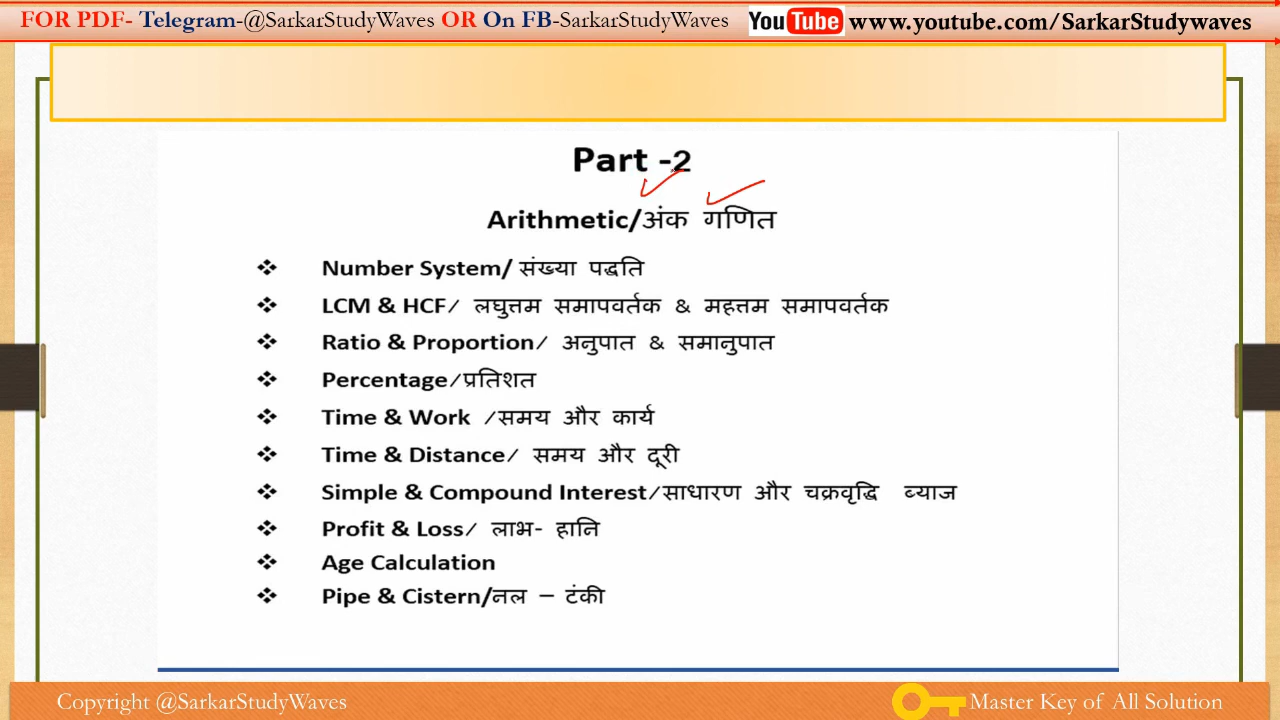 FOR PDF- Telegram-@SarkarStudyWaves OR On FB-SarkarStudyWaves YouTube www.youtube.com/SarkarStudywaves
Part -2
Arithmetic/अंक गणित
❖ Number System/ संख्या पद्धति
❖ LCM & HCF/ लघुत्तम समापवर्तक & महत्तम समापवर्तक
❖ Ratio & Proportion/ अनुपात & समानुपात
❖ Percentage/प्रतिशत
❖ Time & Work /समय और कार्य
❖ Time & Distance/ समय और दूरी
❖ Simple & Compound Interest/साधारण और चक्रवृद्धि ब्याज
❖ Profit & Loss/ लाभ- हानि
❖ Age Calculation
❖ Pipe & Cistern/नल – टंकी
Copyright @SarkarStudyWaves Master Key of All Solution